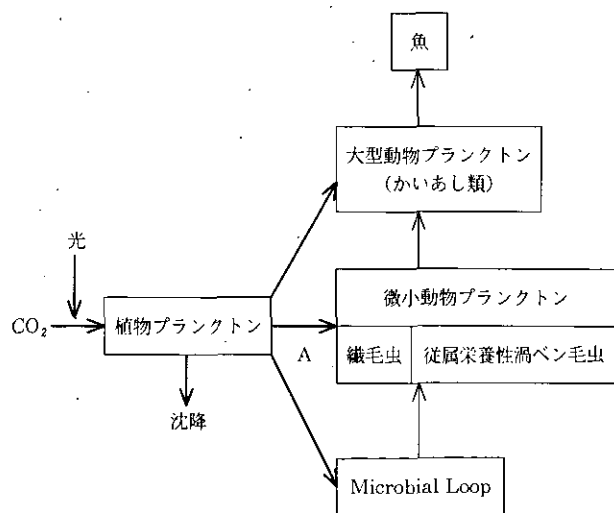 魚
大型動物プランクトン
(かいあし類)
光
微小動物プランクトン
CO₂
植物プランクトン
A
繊毛虫
従属栄養性渦ベン毛虫
沈降
Microbial Loop